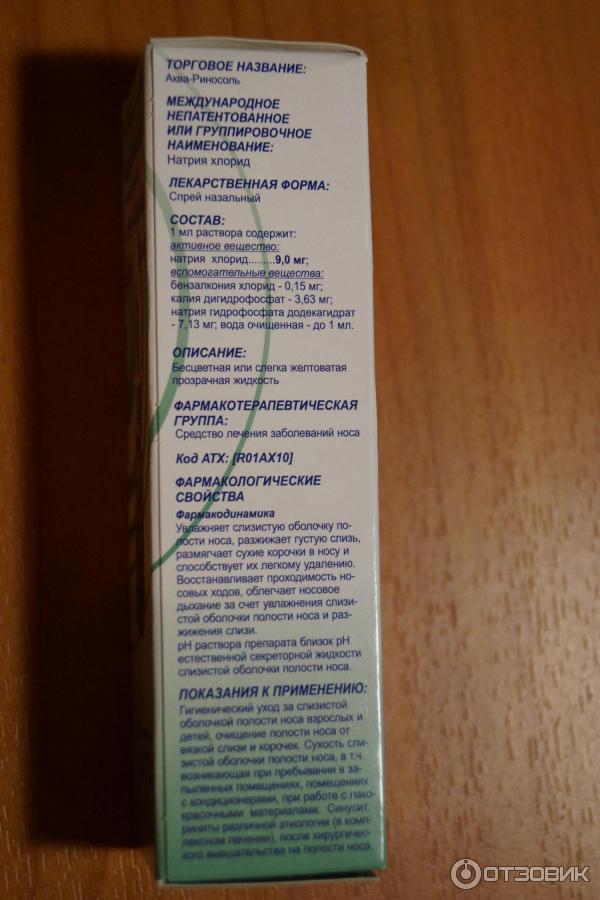 ТОРГОВОЕ НАЗВАНИЕ:
Аква-Риносоль
МЕЖДУНАРОДНОЕ
НЕПАТЕНТОВАННОЕ
ИЛИ ГРУППИРОВОЧНОЕ
НАИМЕНОВАНИЕ:
Натрия хлорид
ЛЕКАРСТВЕННАЯ ФОРМА:
Спрей назальный
СОСТАВ:
1 мл раствора содержит:
активное вещество:
натрия хлорид.........9,0 мг;
вспомогательные вещества:
бензалкония хлорид - 0,15 мг;
калия дигидрофосфат - 3,63 мг;
натрия гидрофосфата додекагидрат
- 7,13 мг; вода очищенная - до 1 мл.
ОПИСАНИЕ:
Бесцветная или слегка желтоватая
прозрачная жидкость
ФАРМАКОТЕРАПЕВТИЧЕСКАЯ
ГРУППА:
Средство лечения заболеваний носа
Код АТХ: [R01AX10]
ФАРМАКОЛОГИЧЕСКИЕ
СВОЙСТВА
Фармакодинамика
Увлажняет слизистую оболочку по-
лости носа, разжижает густую слизь,
размягчает сухие корочки в носу и
способствует их легкому удалению.
Восстанавливает проходимость но-
совых ходов, облегчает носовое
дыхание за счет увлажнения слизи-
стой оболочки полости носа и раз-
жижения слизи.
рН раствора препарата близок рН
естественной секреторной жидкости
слизистой оболочки полости носа.
ПОКАЗАНИЯ К ПРИМЕНЕНИЮ:
Гигиенический уход за слизистой
оболочкой полости носа взрослых и
детей, очищение полости носа от
вязкой слизи и корочек. Сухость сли-
зистой оболочки полости носа, в т.ч.
возникающая при пребывании в за-
пыленных помещениях, помещениях
с кондиционерами, при работе с лако-
красочными материалами. Синусит,
риниты различной этиологии (в комп-
лексном лечении), после хирургичес-
кого вмешательства на полости носа.
ОТЗОВИК